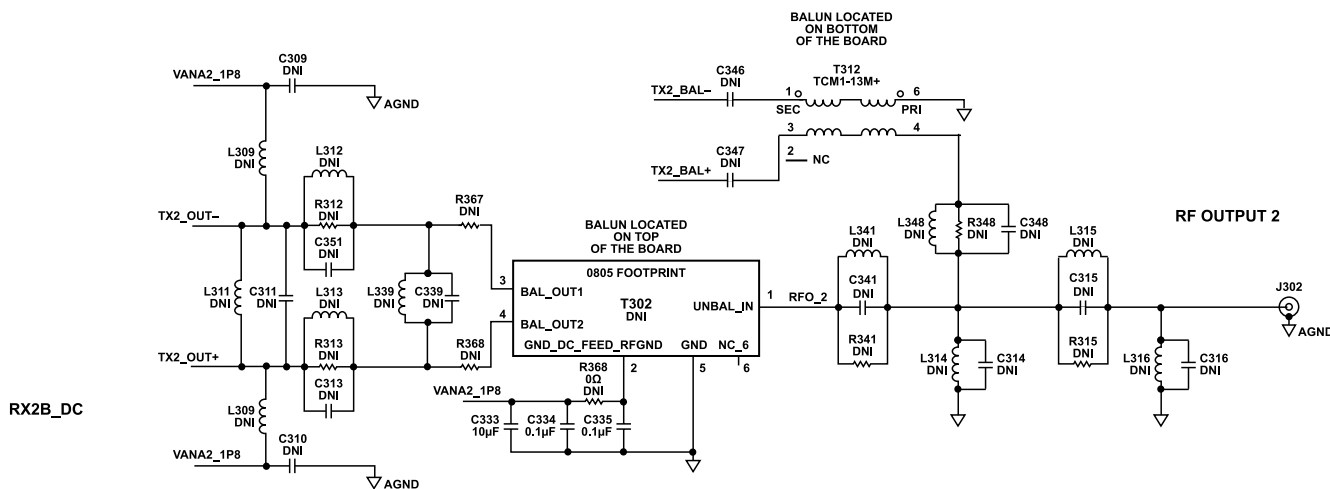 BALUN LOCATED
ON BOTTOM
OF THE BOARD
T312
TCM1-13M+
C309
DNI
VANA2_1P8
AGND
C346
DNI
TX2_BAL–
1
SEC
6
PRI
3
4
2
NC
C347
DNI
TX2_BAL+
L309
DNI
L312
DNI
R312
DNI
C351
DNI
TX2_OUT–
R367
DNI
BALUN LOCATED
ON TOP
OF THE BOARD
L348
DNI
R348
DNI
C348
DNI
RF OUTPUT 2
L311
DNI
C311
DNI
L313
DNI
R313
DNI
C313
DNI
L339
DNI
C339
DNI
TX2_OUT+
R368
DNI
0805 FOOTPRINT
3
BAL_OUT1
T302
DNI
UNBAL_IN
1
4
BAL_OUT2
GND_DC_FEED_RFGND
GND
NC_6
2
5
6
RFO_2
L341
DNI
C341
DNI
R341
DNI
L315
DNI
C315
DNI
R315
DNI
J302
AGND
L314
DNI
C314
DNI
L316
DNI
C316
DNI
R368
0Ω
DNI
VANA2_1P8
C333
10µF
C334
0.1µF
C335
0.1µF
RX2B_DC
L309
DNI
C310
DNI
VANA2_1P8
AGND